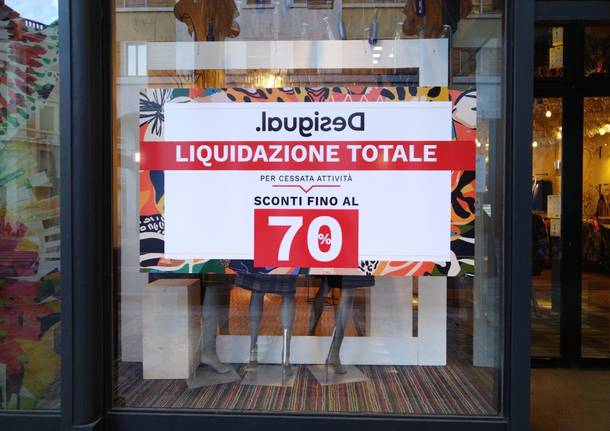 Desigual.
LIQUIDAZIONE TOTALE
PER CESSATA ATTIVITÀ
SCONTI FINO AL
70%